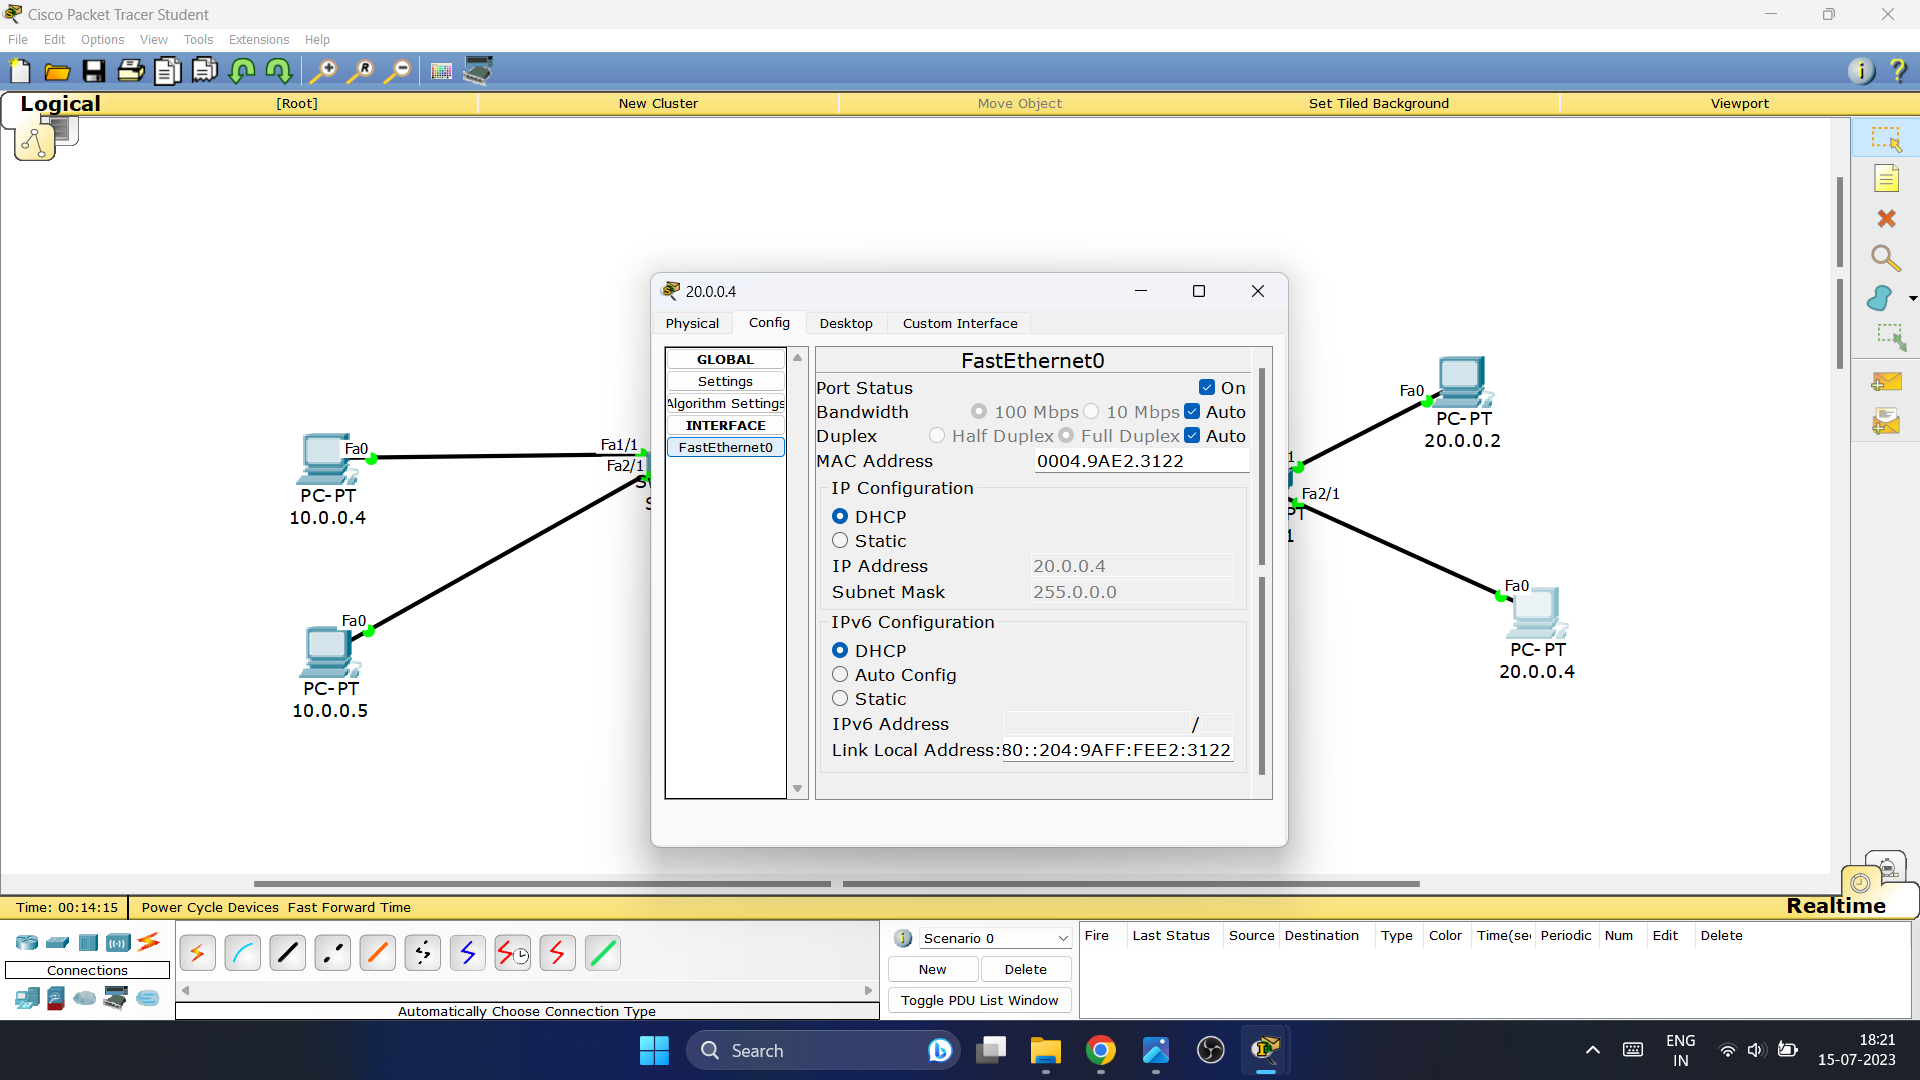 Cisco Packet Tracer Student
File Edit Options View Tools Extensions Help
Logical [Root] New Cluster Move Object Set Tiled Background Viewport
20.0.0.4
Physical Config Desktop Custom Interface
GLOBAL
Settings
Algorithm Settings
INTERFACE
FastEthernet0
FastEthernet0
Port Status On
Bandwidth 100 Mbps 10 Mbps Auto
Duplex Half Duplex Full Duplex Auto
MAC Address 0004.9AE2.3122
IP Configuration
DHCP
Static
IP Address 20.0.0.4
Subnet Mask 255.0.0.0
IPv6 Configuration
DHCP
Auto Config
Static
IPv6 Address /
Link Local Address: 80::204:9AFF:FEE2:3122
Fa0
PC-PT
10.0.0.4
Fa1/1
Fa2/1
Fa0
PC-PT
10.0.0.5
Fa0
PC-PT
20.0.0.2
1
Fa2/1
PT
1
Fa0
PC-PT
20.0.0.4
Time: 00:14:15 Power Cycle Devices Fast Forward Time
Realtime
Connections
Automatically Choose Connection Type
Scenario 0
New Delete
Toggle PDU List Window
Fire Last Status Source Destination Type Color Time(sec Periodic Num Edit Delete
Search
ENG
IN
18:21
15-07-2023